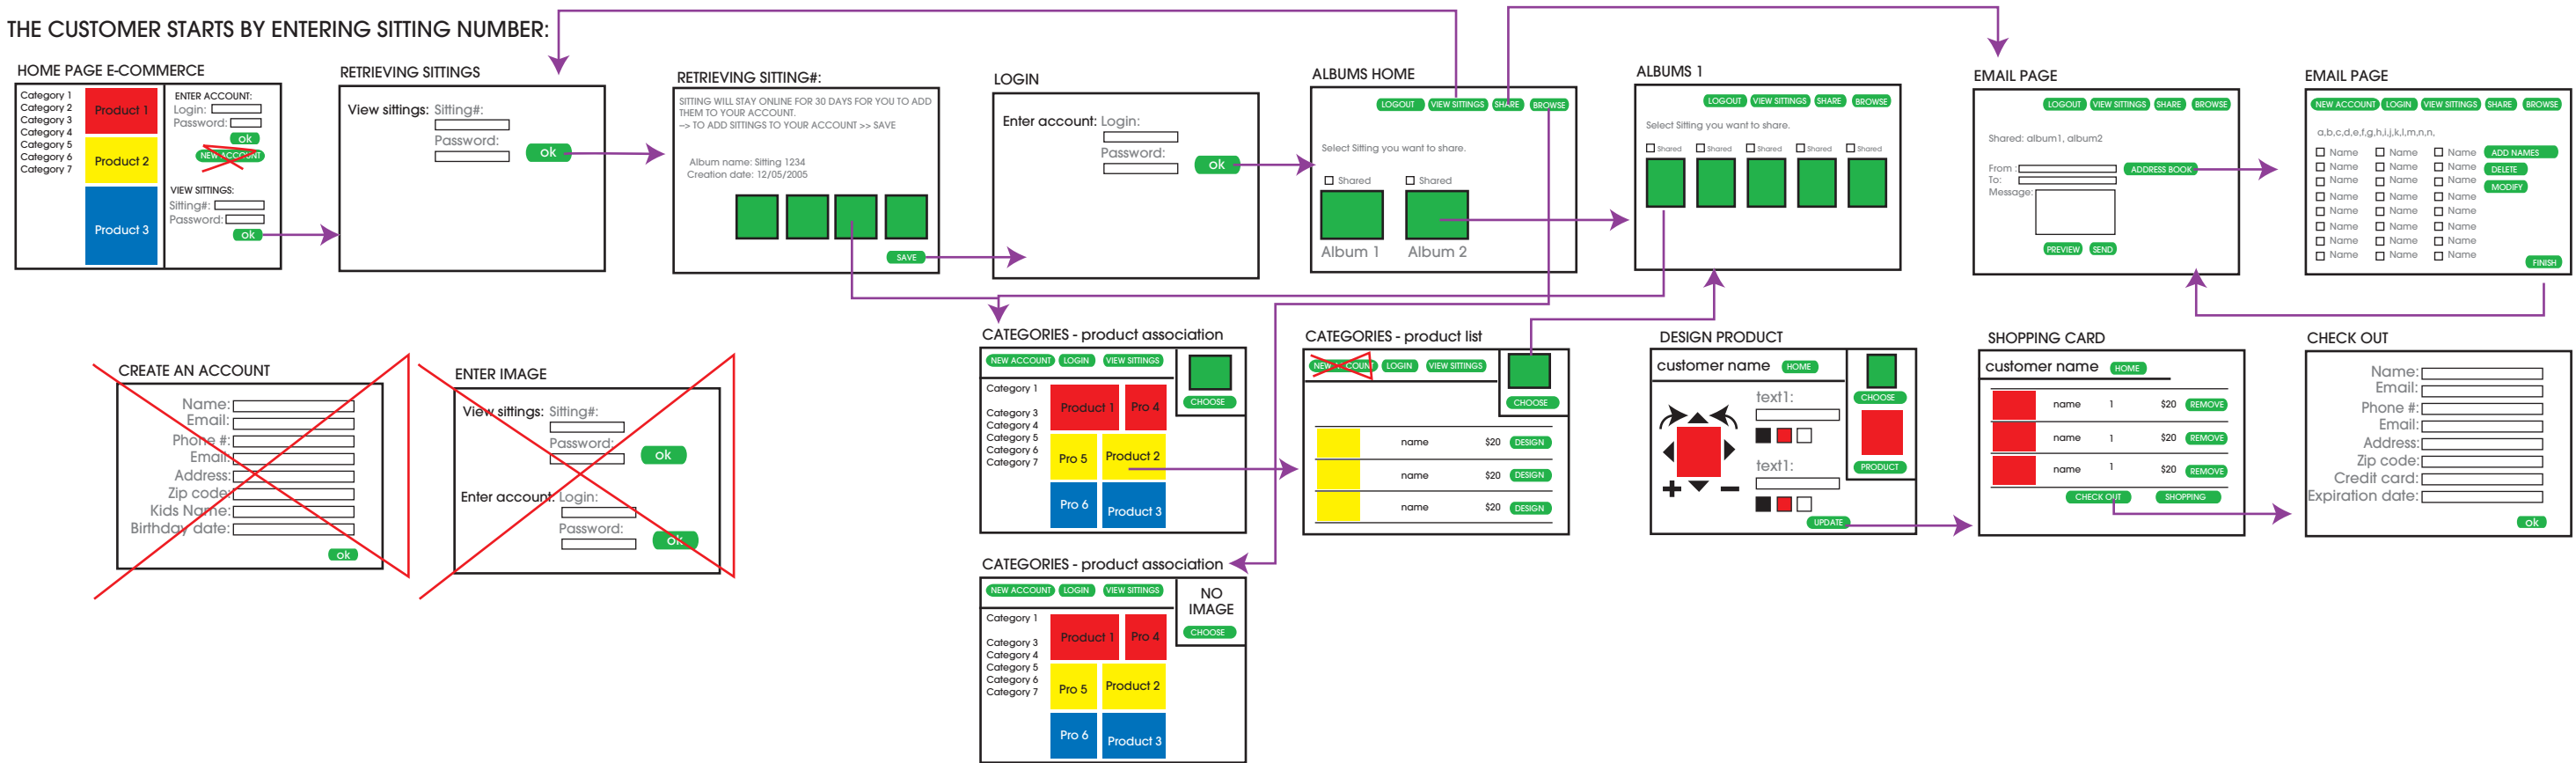 THE CUSTOMER STARTS BY ENTERING SITTING NUMBER:
HOME PAGE E-COMMERCE
Category 1
Category 2
Category 3
Category 4
Category 5
Category 6
Category 7
Product 1
Product 2
Product 3
ENTER ACCOUNT:
Login:
Password:
ok
NEW ACCOUNT
VIEW SITTINGS:
Sitting#:
Password:
ok
RETRIEVING SITTINGS
View sittings: Sitting#:
Password:
ok
RETRIEVING SITTING#:
SITTING WILL STAY ONLINE FOR 30 DAYS FOR YOU TO ADD
THEM TO YOUR ACCOUNT.
--> TO ADD SITTINGS TO YOUR ACCOUNT >> SAVE
Album name: Sitting 1234
Creation date: 12/05/2005
SAVE
LOGIN
Enter account: Login:
Password:
ok
ALBUMS HOME
LOGOUT VIEW SITTINGS SHARE BROWSE
Select Sitting you want to share.
Shared Shared
Album 1 Album 2
ALBUMS 1
LOGOUT VIEW SITTINGS SHARE BROWSE
Select Sitting you want to share.
Shared Shared Shared Shared Shared
EMAIL PAGE
LOGOUT VIEW SITTINGS SHARE BROWSE
Shared: album1, album2
From :
To:
Message:
ADDRESS BOOK
PREVIEW SEND
EMAIL PAGE
NEW ACCOUNT LOGIN VIEW SITTINGS SHARE BROWSE
a,b,c,d,e,f,g,h,i,j,k,l,m,n,n,
Name Name Name ADD NAMES
Name Name Name DELETE
Name Name Name MODIFY
Name Name Name
Name Name Name
Name Name Name
Name Name Name
Name Name Name
FINISH
CREATE AN ACCOUNT
Name:
Email:
Phone #:
Email:
Address:
Zip code:
Kids Name:
Birthday date:
ok
ENTER IMAGE
View sittings: Sitting#:
Password:
ok
Enter account: Login:
Password:
ok
CATEGORIES - product association
NEW ACCOUNT LOGIN VIEW SITTINGS
CHOOSE
Category 1
Category 3
Category 4
Category 5
Category 6
Category 7
Product 1 Pro 4
Pro 5 Product 2
Pro 6 Product 3
CATEGORIES - product list
NEW ACCOUNT LOGIN VIEW SITTINGS
CHOOSE
name $20 DESIGN
name $20 DESIGN
name $20 DESIGN
DESIGN PRODUCT
customer name HOME
text1:
text1:
CHOOSE
PRODUCT
UPDATE
SHOPPING CARD
customer name HOME
name 1 $20 REMOVE
name 1 $20 REMOVE
name 1 $20 REMOVE
CHECK OUT SHOPPING
CHECK OUT
Name:
Email:
Phone #:
Email:
Address:
Zip code:
Credit card:
Expiration date:
ok
CATEGORIES - product association
NEW ACCOUNT LOGIN VIEW SITTINGS
NO
IMAGE
CHOOSE
Category 1
Category 3
Category 4
Category 5
Category 6
Category 7
Product 1 Pro 4
Pro 5 Product 2
Pro 6 Product 3